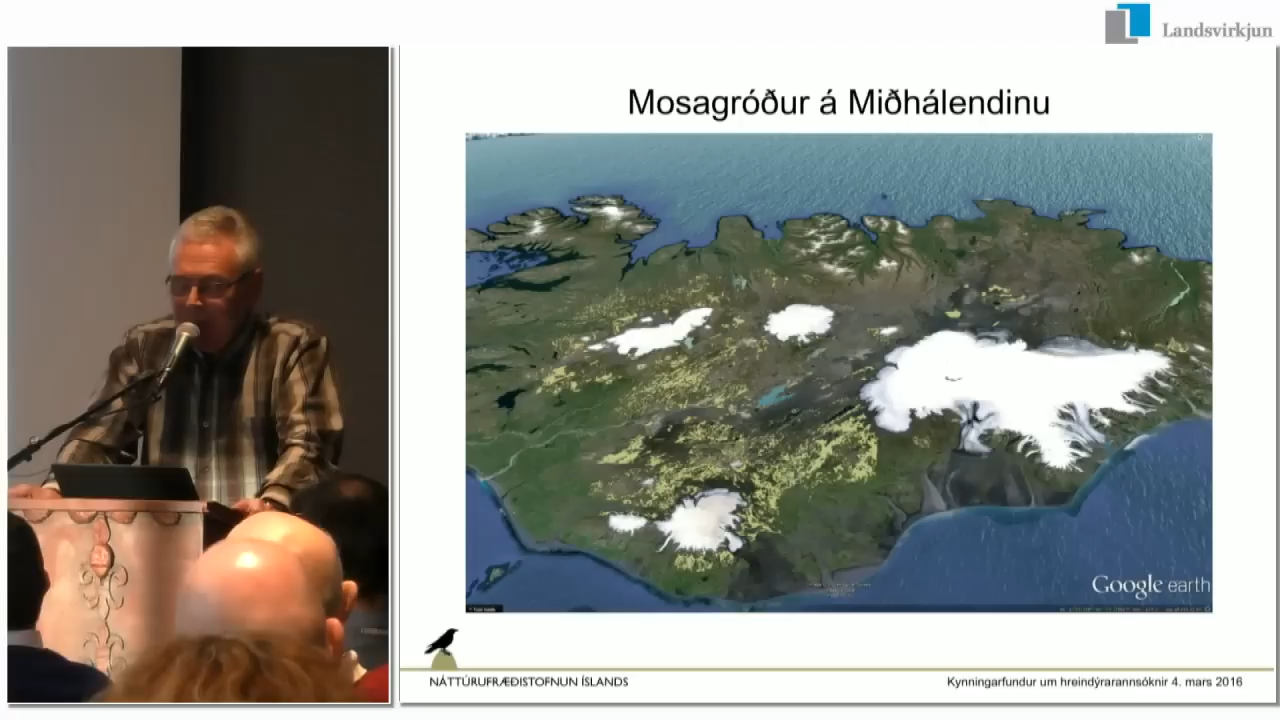 Landsvirkjun
Mosagróður á Miðhálendinu
Google earth
NÁTTÚRUFRÆÐISTOFNUN ÍSLANDS
Kynningarfundur um hreindýrarannsóknir 4. mars 2016